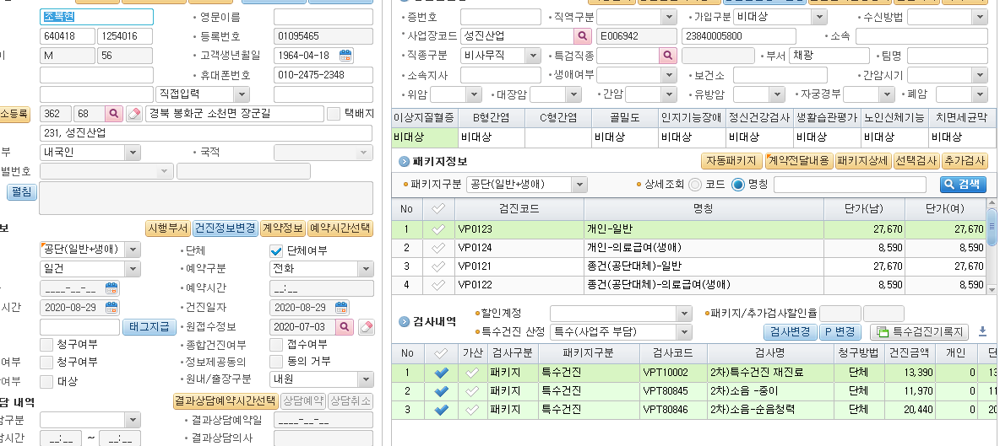 조복현 영문이름
640418 1254016 등록번호 01095465
이 M 56 고객생년월일 1964-04-18
휴대폰번호 010-2475-2348
직접입력
소등록 362 68 경북 봉화군 소천면 장군길 택배지
231, 성진산업
부 내국인 국적
별번호
펼침
보 시행부서 건진정보변경 계약정보 예약시간선택
공단(일반+생애) 단체 단체여부
일건 예약구분 전화
____-__-__ 예약시간 __:__
시간 2020-08-29 건진일자 2020-08-29
태그지급 원접수정보 2020-07-03
청구여부 종합건진여부 접수여부
여부 청구여부 정보제공동의 동의 거부
여부 대상 원내/출장구분 내원
담 내역 결과상담예약시간선택 상담예약 상담취소
담구분 결과상담예약일 ____-__-__
담시간 __:__ ~ __:__ 결과상담의사
증번호 직역구분 가입구분 비대상 수신방법
사업장코드 성진산업 E006942 23840005800 소속
직종구분 비사무직 특검직종 부서 채광 팀명
소속지사 생애여부 보건소 간암시기
위암 대장암 간암 유방암 자궁경부 폐암
이상지질혈증 B형간염 C형간염 골밀도 인지기능장애 정신건강검사 생활습관평가 노인신체기능 치면세균막
비대상 비대상 비대상 비대상 비대상 비대상 비대상 비대상
패키지정보 자동패키지 계약전달내용 패키지상세 선택검사 추가검사
패키지구분 공단(일반+생애) 상세조회 코드 명칭 검색
No 검진코드 명칭 단가(남) 단가(여)
1 VP0123 개인-일반 27,670 27,670
2 VP0124 개인-의료급여(생애) 8,590 8,590
3 VP0121 종건(공단대체)-일반 27,670 27,670
4 VP0122 종건(공단대체)-의료급여(생애) 8,590 8,590
검사내역 할인계정 패키지/추가검사할인율
특수건진 산정 특수(사업주 부담) 검사변경 P 변경 특수검진기록지
No 가산 검사구분 패키지구분 검사코드 검사명 청구방법 건진금액 개인 단
1 패키지 특수건진 VPT10002 2차)특수건진 재진료 단체 13,390 0 13
2 패키지 특수건진 VPT80845 2차)소음 -중이 단체 11,970 0 11
3 패키지 특수건진 VPT80846 2차)소음-순음청력 단체 20,440 0 20